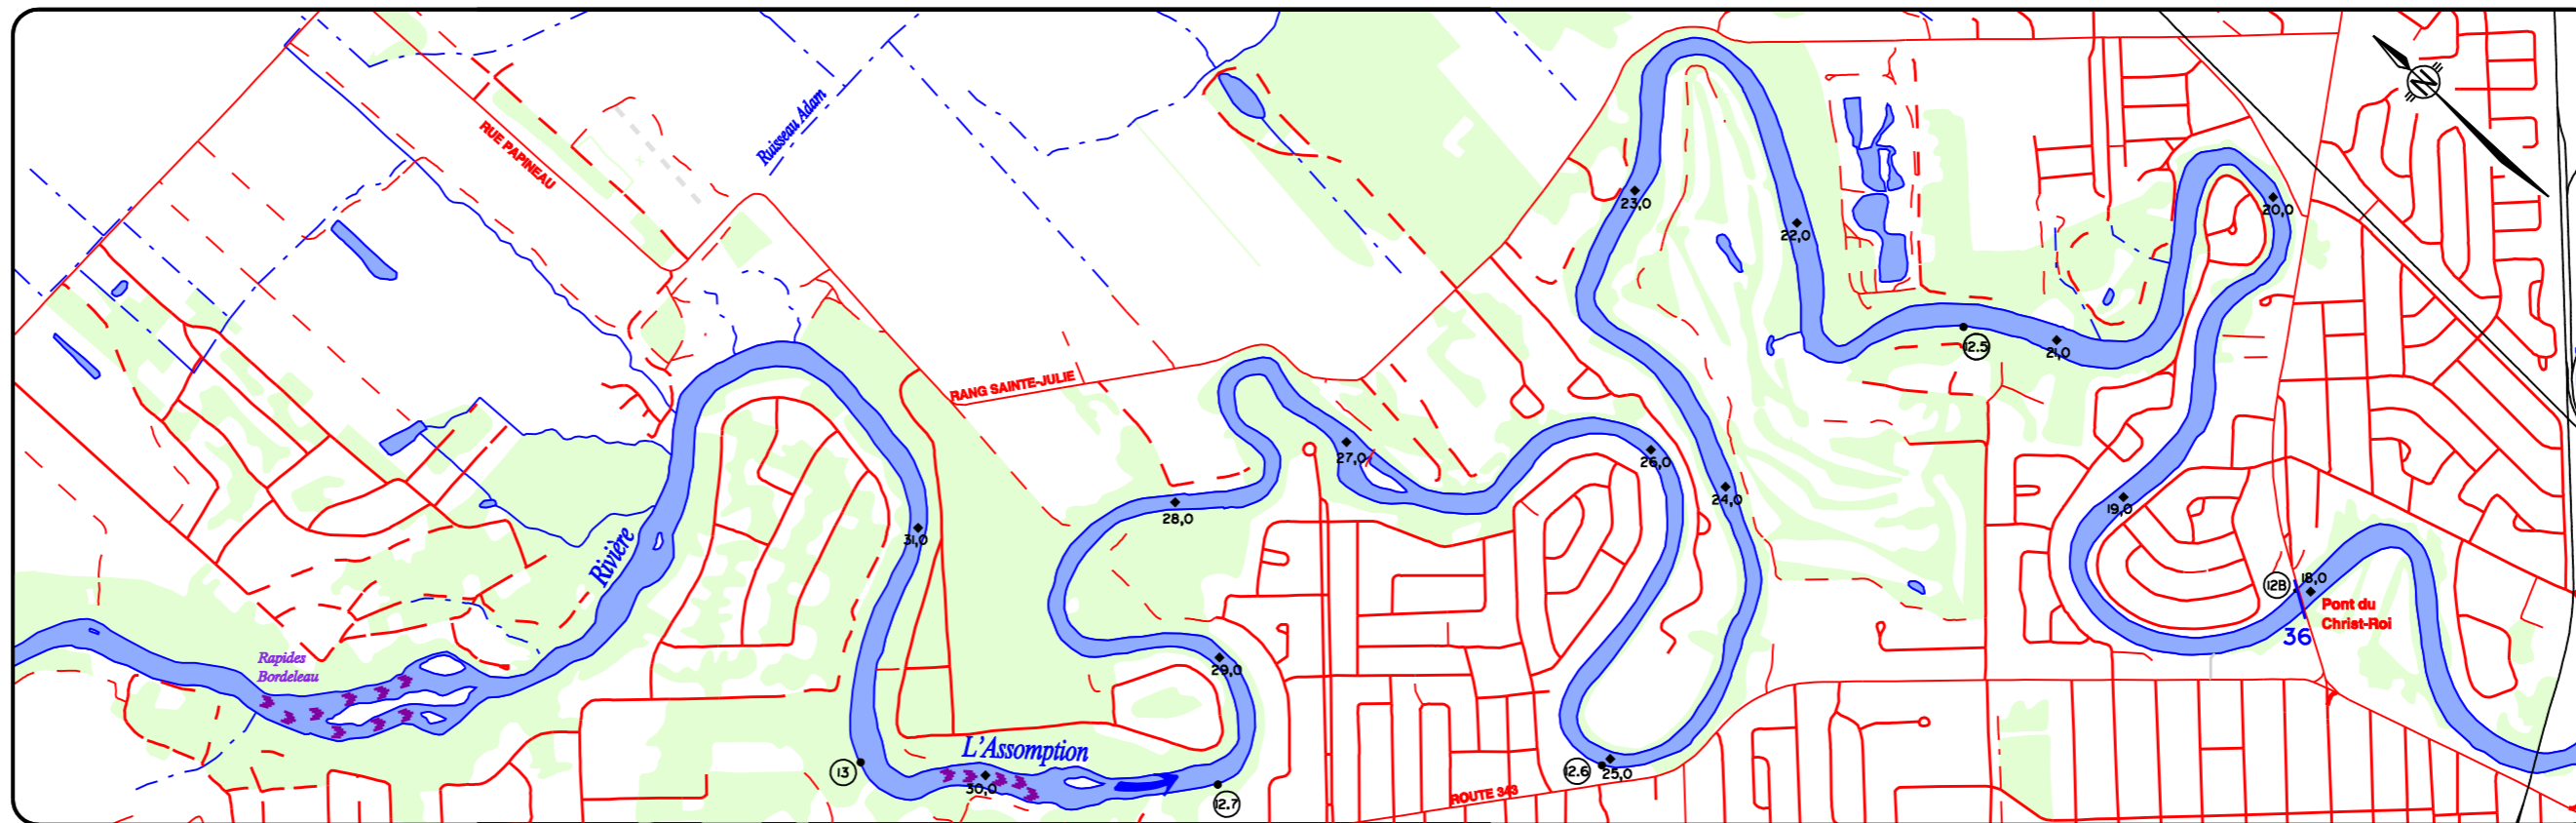 RUE PAPINEAU
Ruisseau Adam
N
23,0
20,0
22,0
12.5
21,0
RANG SAINTE-JULIE
27,0
26,0
24,0
28,0
19,0
31,0
Rivière
12B
18,0
Pont du
Christ-Roi
36
Rapides
Bordeleau
29,0
L'Assomption
13
30,0
12.6
25,0
12.7
ROUTE 343